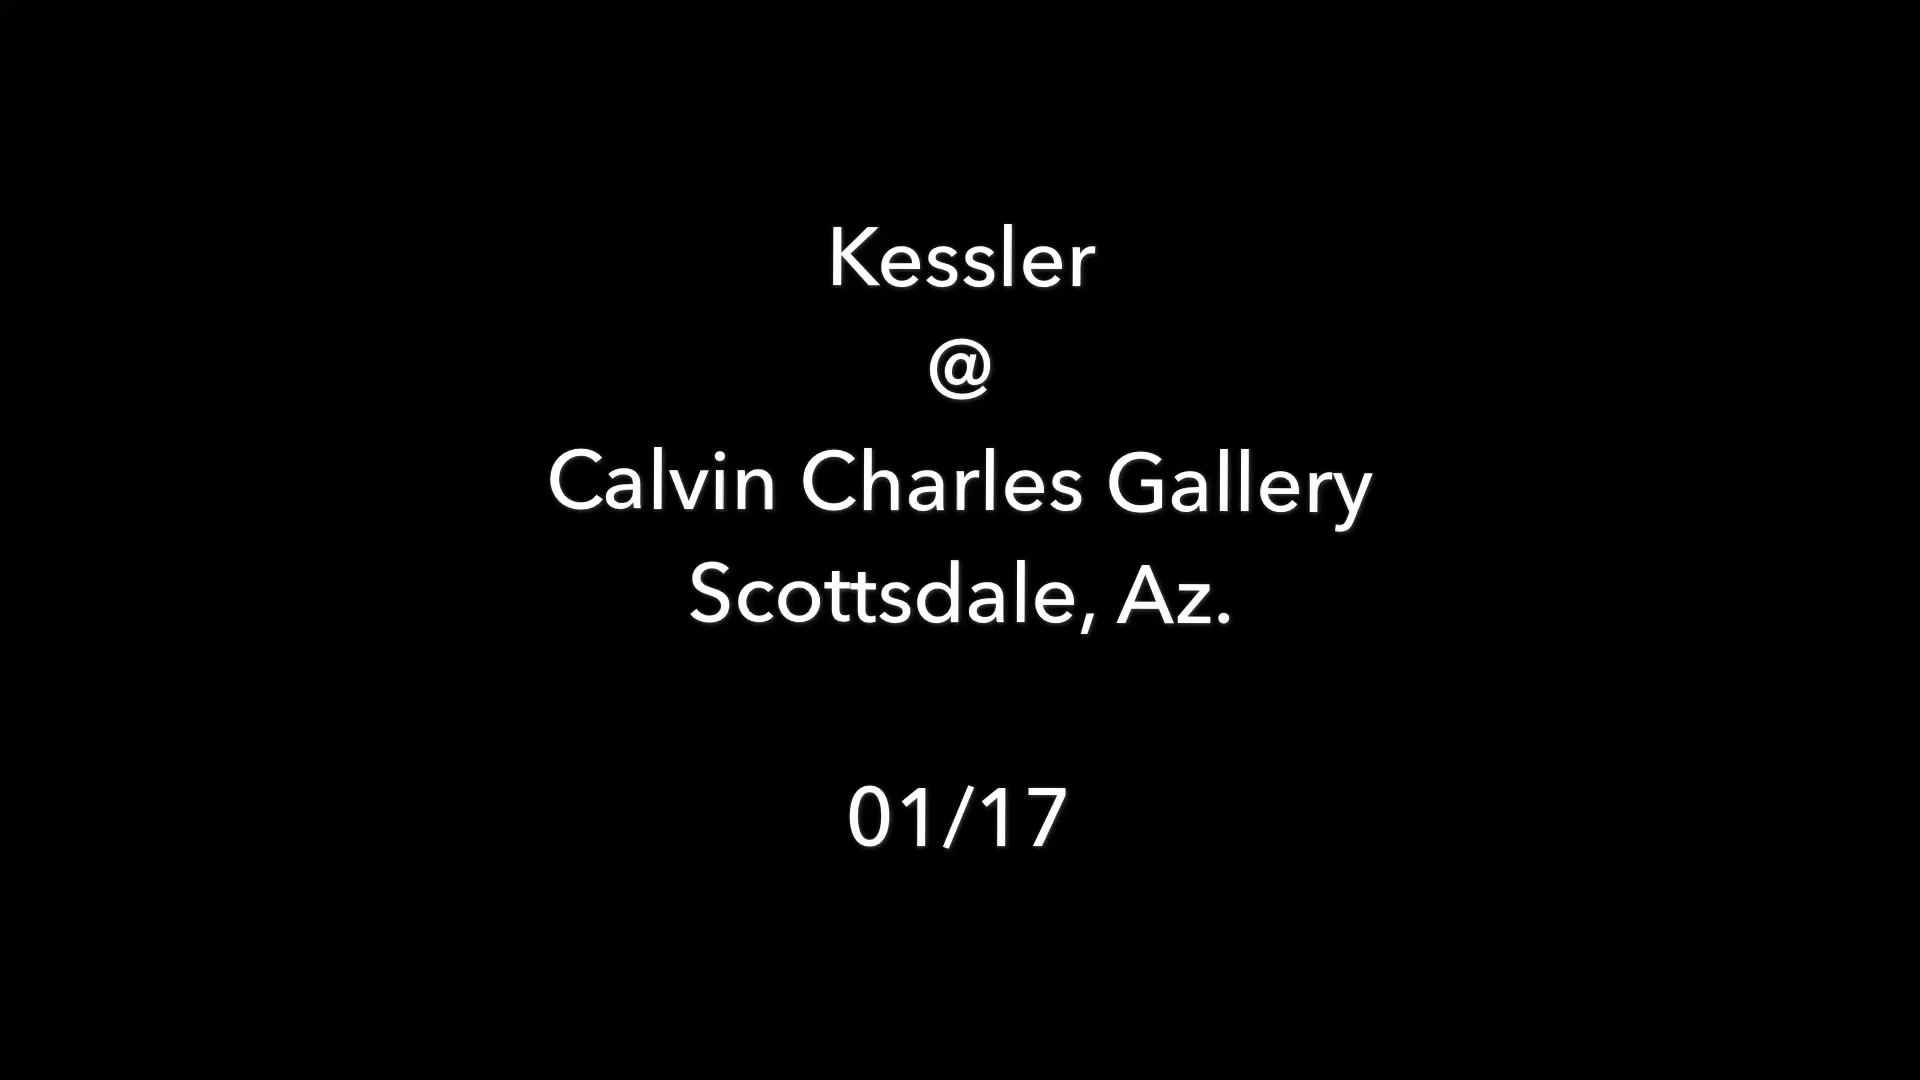 Kessler
@
Calvin Charles Gallery
Scottsdale, Az.
01/17